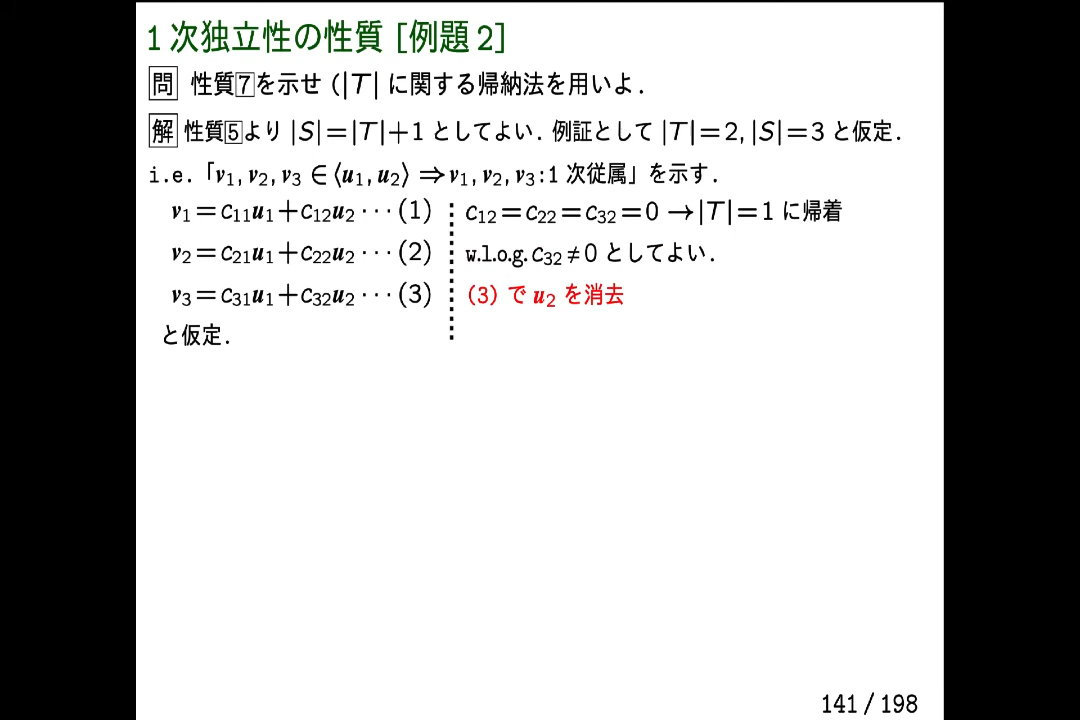 1次独立性の性質 [例題2]
問 性質7を示せ (|T| に関する帰納法を用いよ.
解 性質5より |S|=|T|+1 としてよい. 例証として |T|=2, |S|=3 と仮定.
i.e.「v₁, v₂, v₃ ∈ ⟨u₁, u₂⟩ ⇒ v₁, v₂, v₃:1 次従属」を示す.
v₁=c₁₁u₁+c₁₂u₂ ⋯ (1)
v₂=c₂₁u₁+c₂₂u₂ ⋯ (2)
v₃=c₃₁u₁+c₃₂u₂ ⋯ (3)
と仮定.
c₁₂=c₂₂=c₃₂=0 →|T|=1 に帰着
w.l.o.g. c₃₂≠0 としてよい.
(3) で u₂ を消去
141 / 198